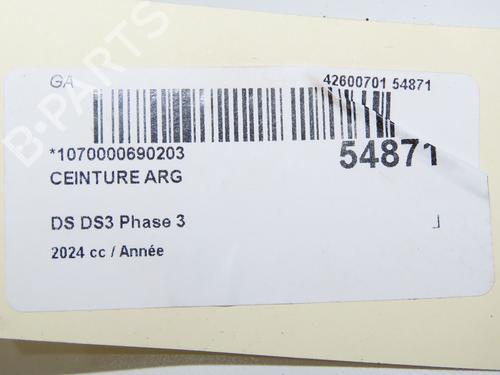 GA 42600701 54871
*1070000690203 54871
CEINTURE ARG
DS DS3 Phase 3
2024 cc / Année
B-PARTS